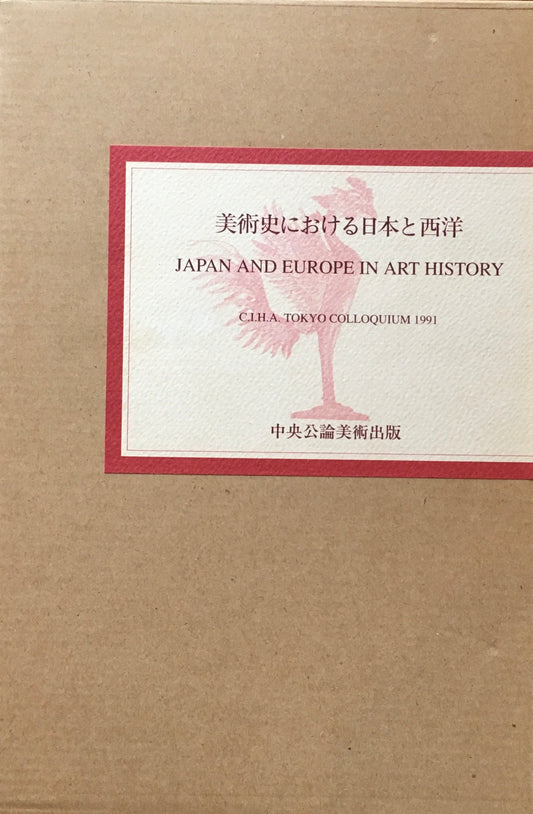 美術史における日本と西洋
JAPAN AND EUROPE IN ART HISTORY
C.I.H.A. TOKYO COLLOQUIUM 1991
中央公論美術出版